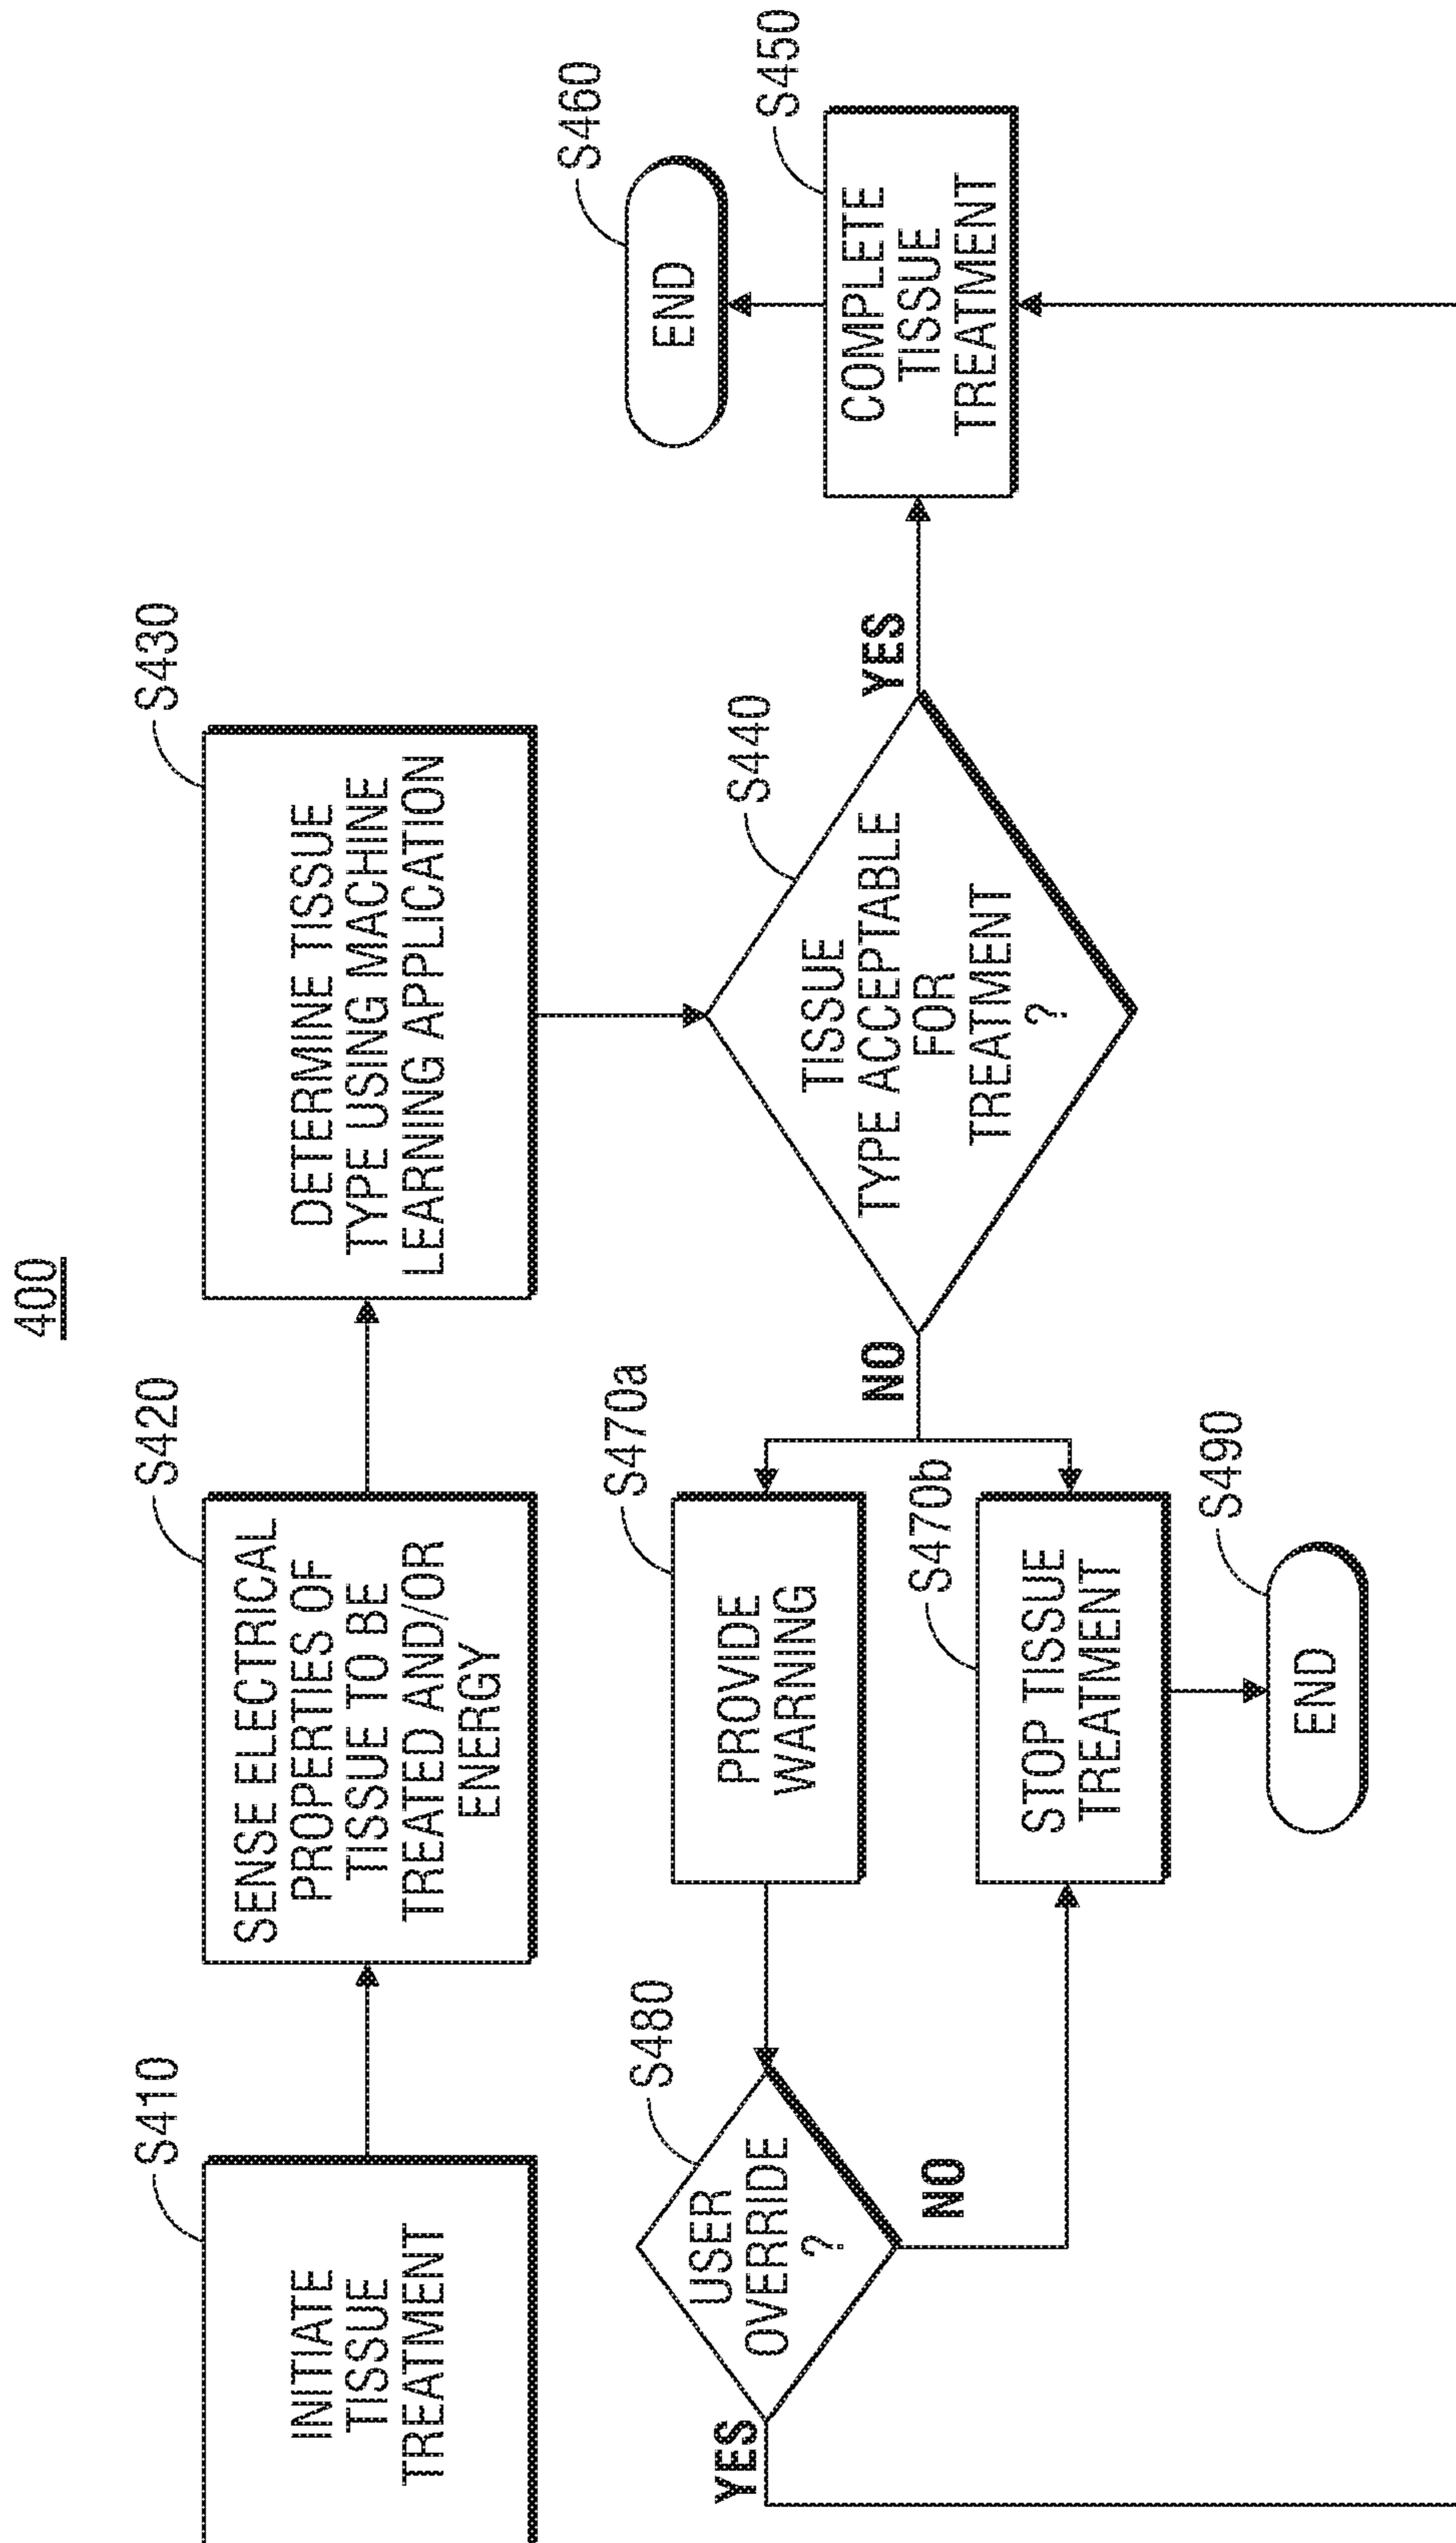 400
S410
INITIATE
TISSUE
TREATMENT
S420
SENSE ELECTRICAL
PROPERTIES OF
TISSUE TO BE
TREATED AND/OR
ENERGY
S430
DETERMINE TISSUE
TYPE USING MACHINE
LEARNING APPLICATION
S440
TISSUE
TYPE ACCEPTABLE
FOR
TREATMENT
?
YES
NO
S450
COMPLETE
TISSUE
TREATMENT
S460
END
S470a
PROVIDE
WARNING
S480
USER
OVERRIDE
?
YES
NO
S470b
STOP TISSUE
TREATMENT
S490
END